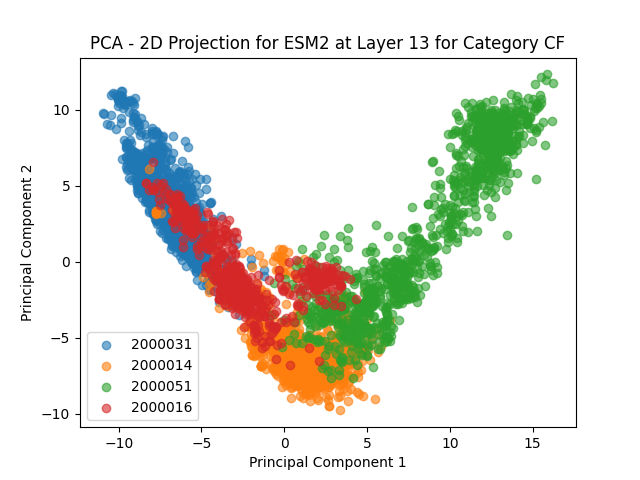 PCA - 2D Projection for ESM2 at Layer 13 for Category CF
Principal Component 2
10
5
0
−5
−10
2000031
2000014
2000051
2000016
−10 −5 0 5 10 15
Principal Component 1